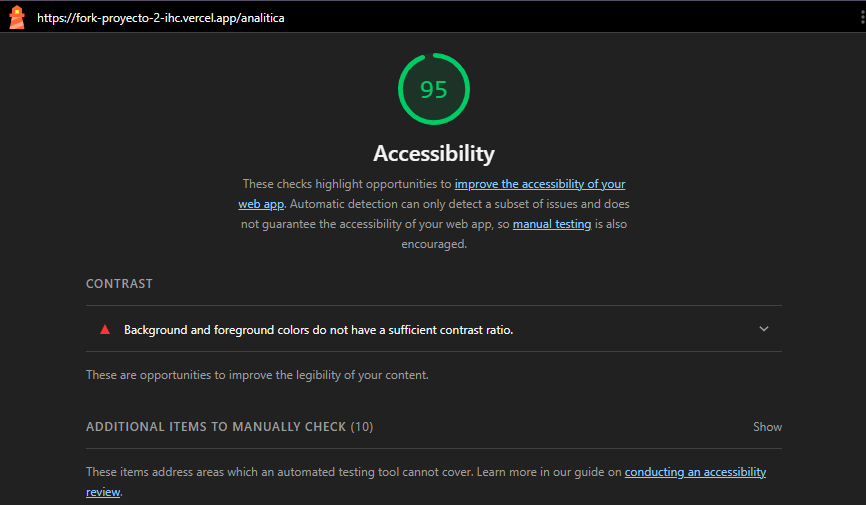 https://fork-proyecto-2-ihc.vercel.app/analitica
95
Accessibility
These checks highlight opportunities to improve the accessibility of your
web app. Automatic detection can only detect a subset of issues and does
not guarantee the accessibility of your web app, so manual testing is also
encouraged.
CONTRAST
Background and foreground colors do not have a sufficient contrast ratio.
These are opportunities to improve the legibility of your content.
ADDITIONAL ITEMS TO MANUALLY CHECK (10) Show
These items address areas which an automated testing tool cannot cover. Learn more in our guide on conducting an accessibility
review.